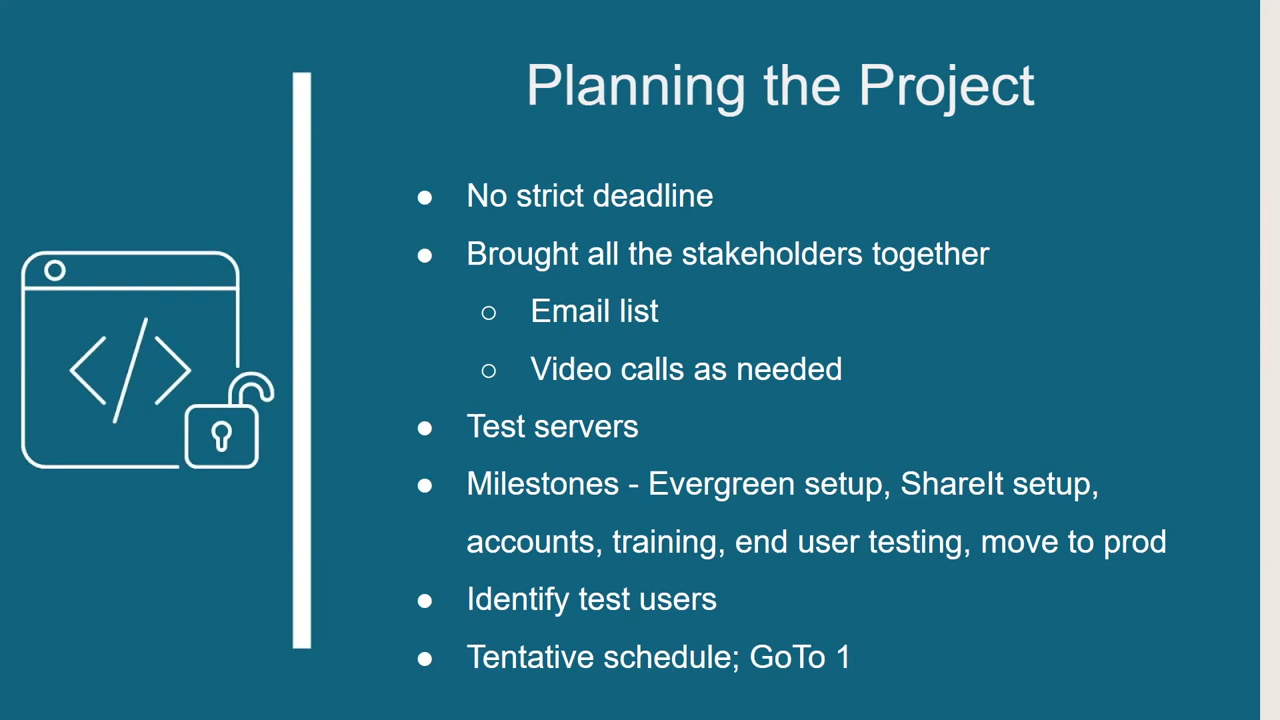 Planning the Project
● No strict deadline
● Brought all the stakeholders together
○ Email list
○ Video calls as needed
● Test servers
● Milestones - Evergreen setup, ShareIt setup,
accounts, training, end user testing, move to prod
● Identify test users
● Tentative schedule; GoTo 1